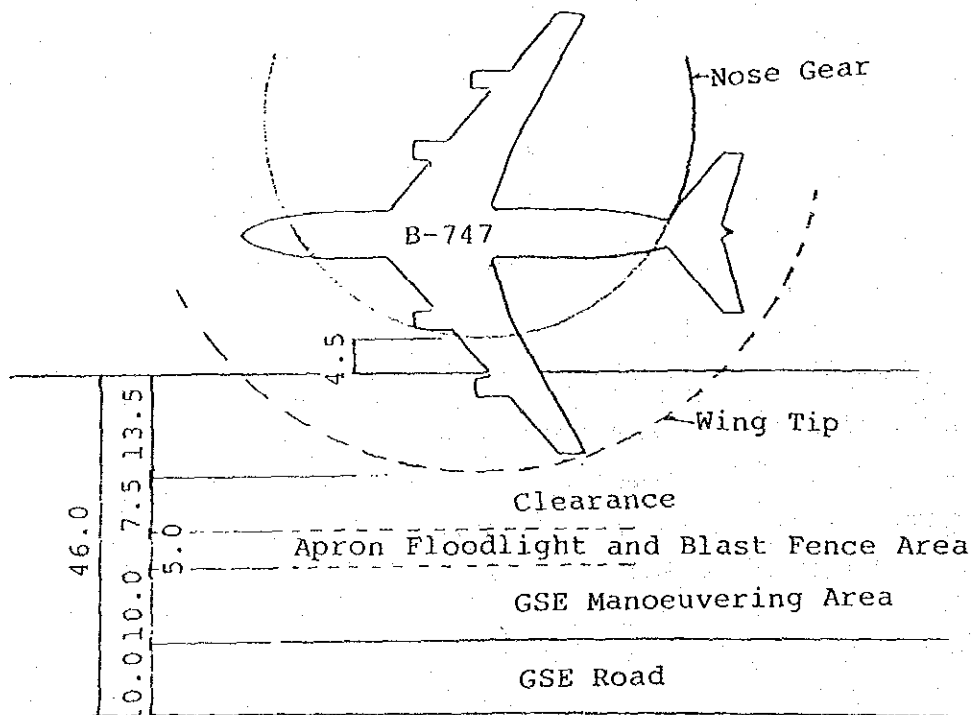 Nose Gear
B-747
4.5
Wing Tip
13.5
7.5
Clearance
46.0
5.0
Apron Floodlight and Blast Fence Area
10.0
GSE Manoeuvering Area
10.0
GSE Road